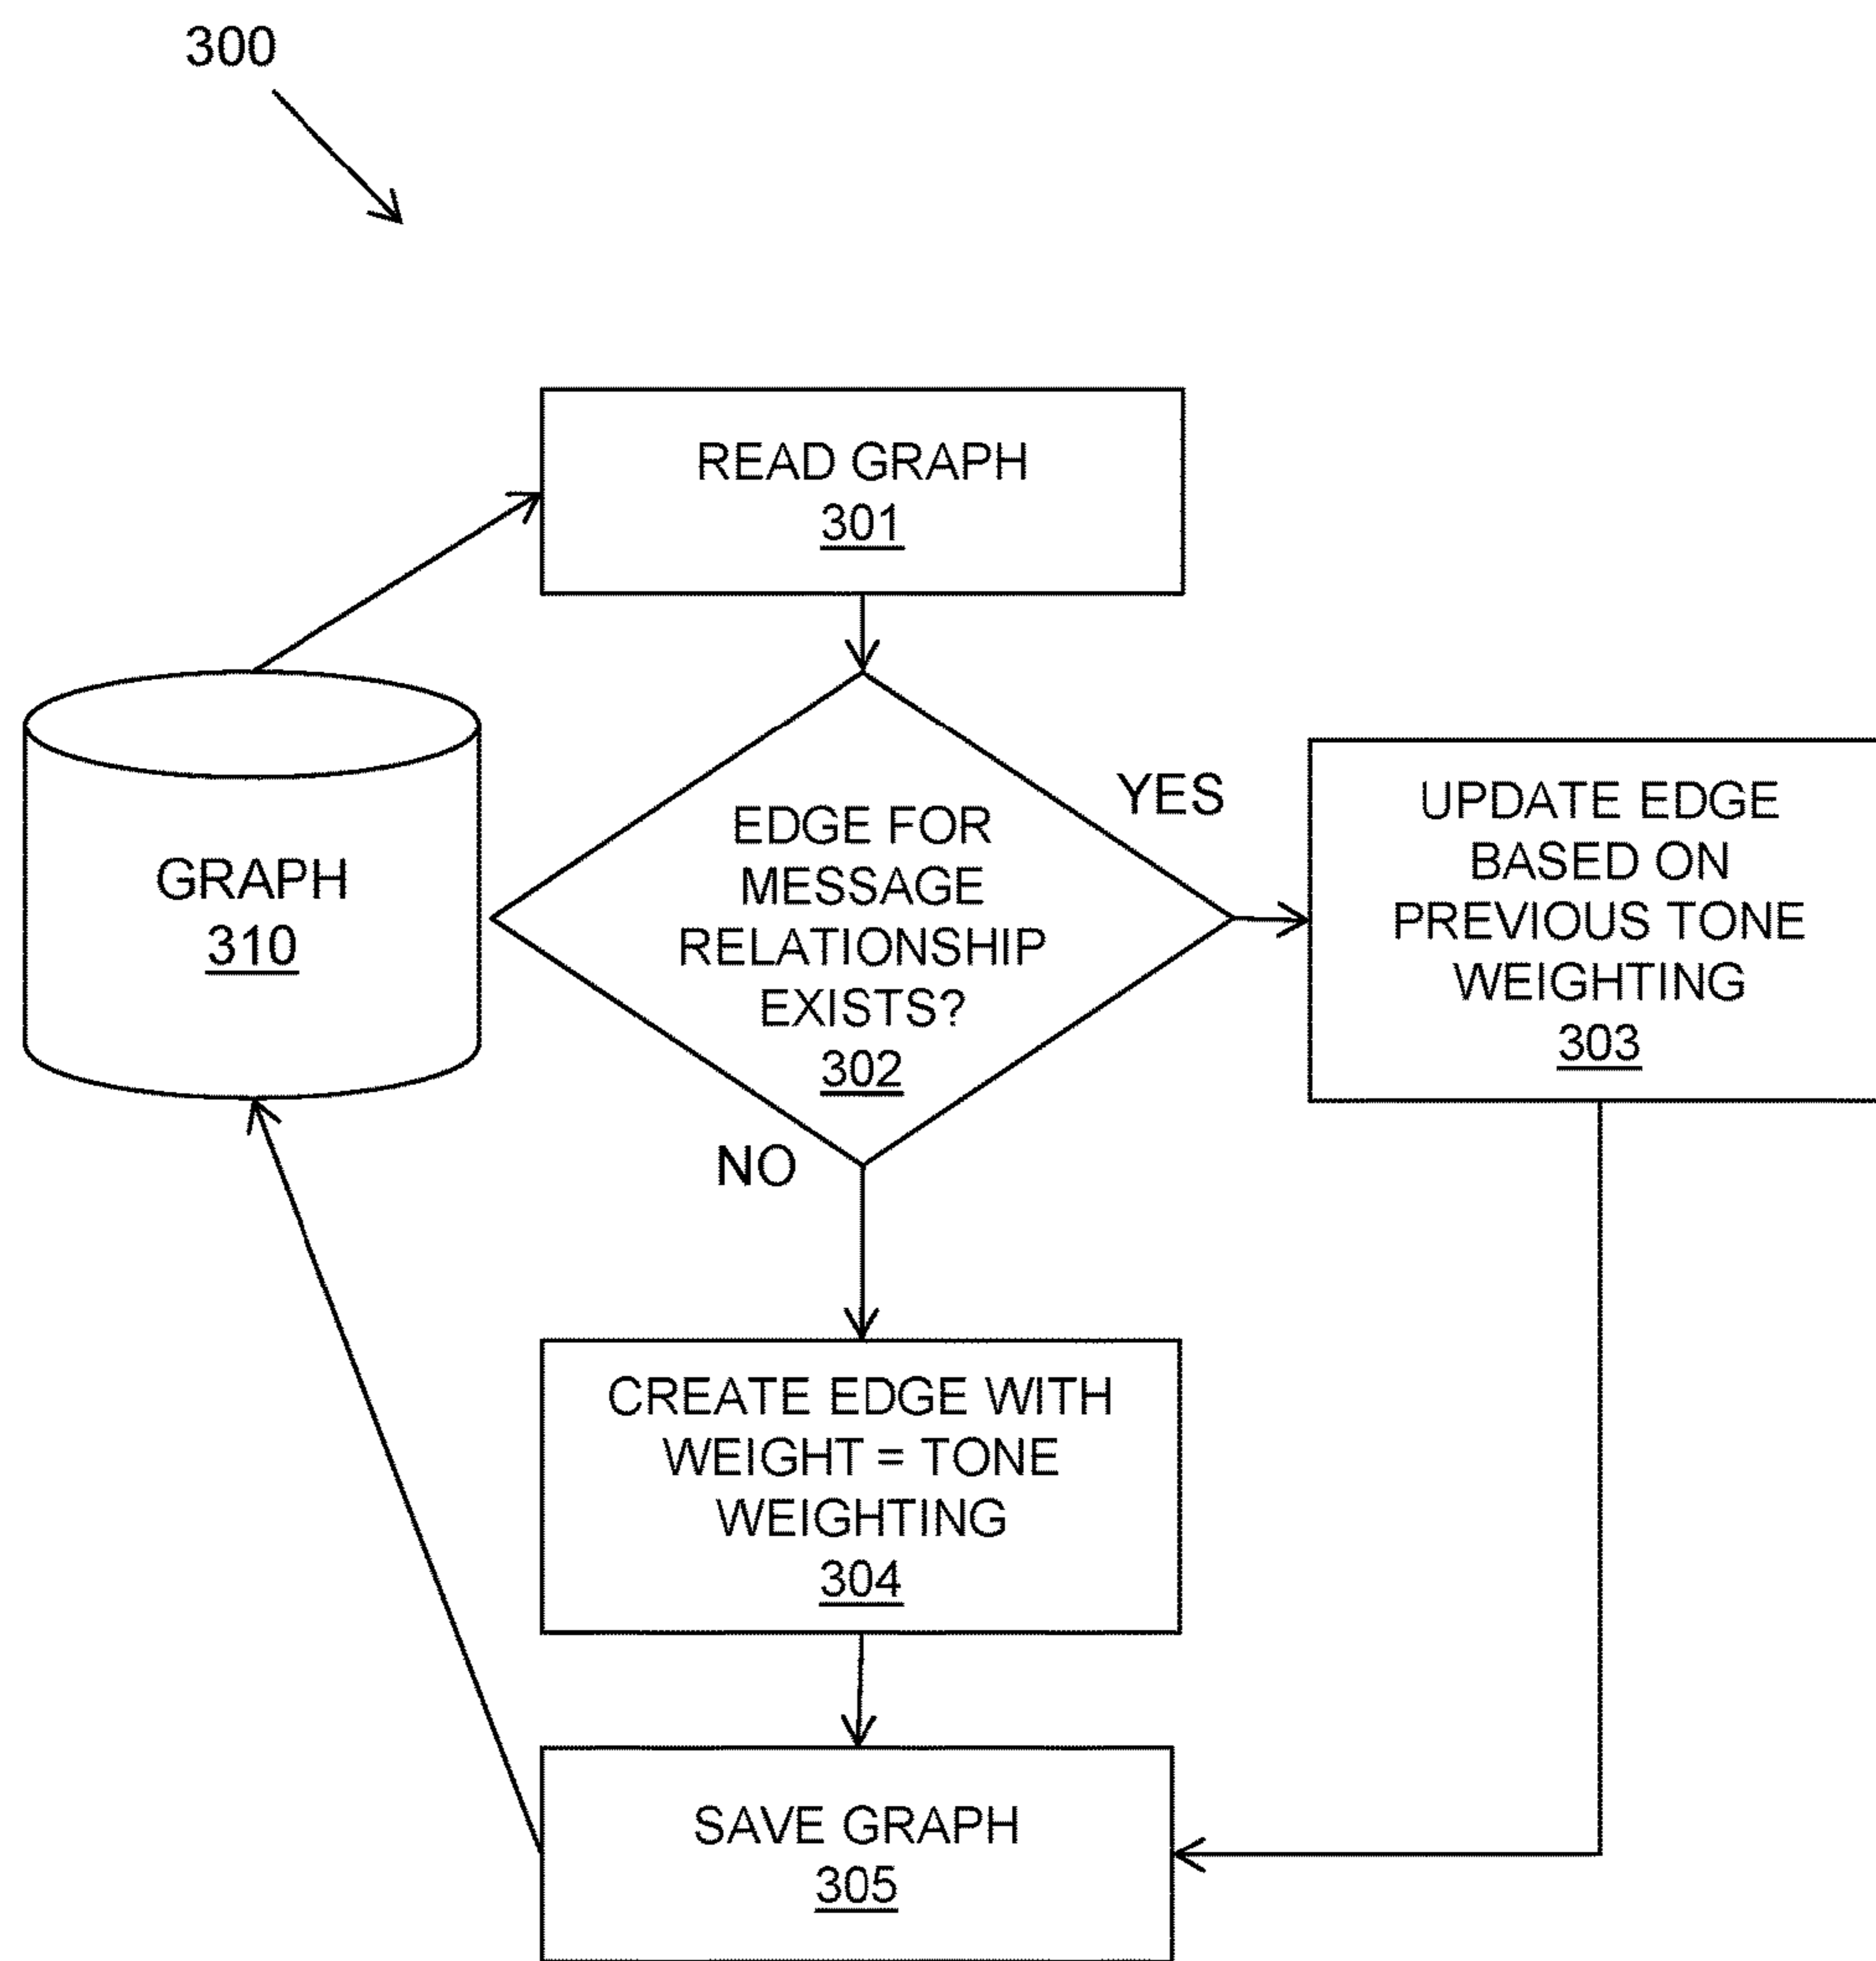 300
READ GRAPH
301
GRAPH
310
EDGE FOR
MESSAGE
RELATIONSHIP
EXISTS?
302
YES
UPDATE EDGE
BASED ON
PREVIOUS TONE
WEIGHTING
303
NO
CREATE EDGE WITH
WEIGHT = TONE
WEIGHTING
304
SAVE GRAPH
305